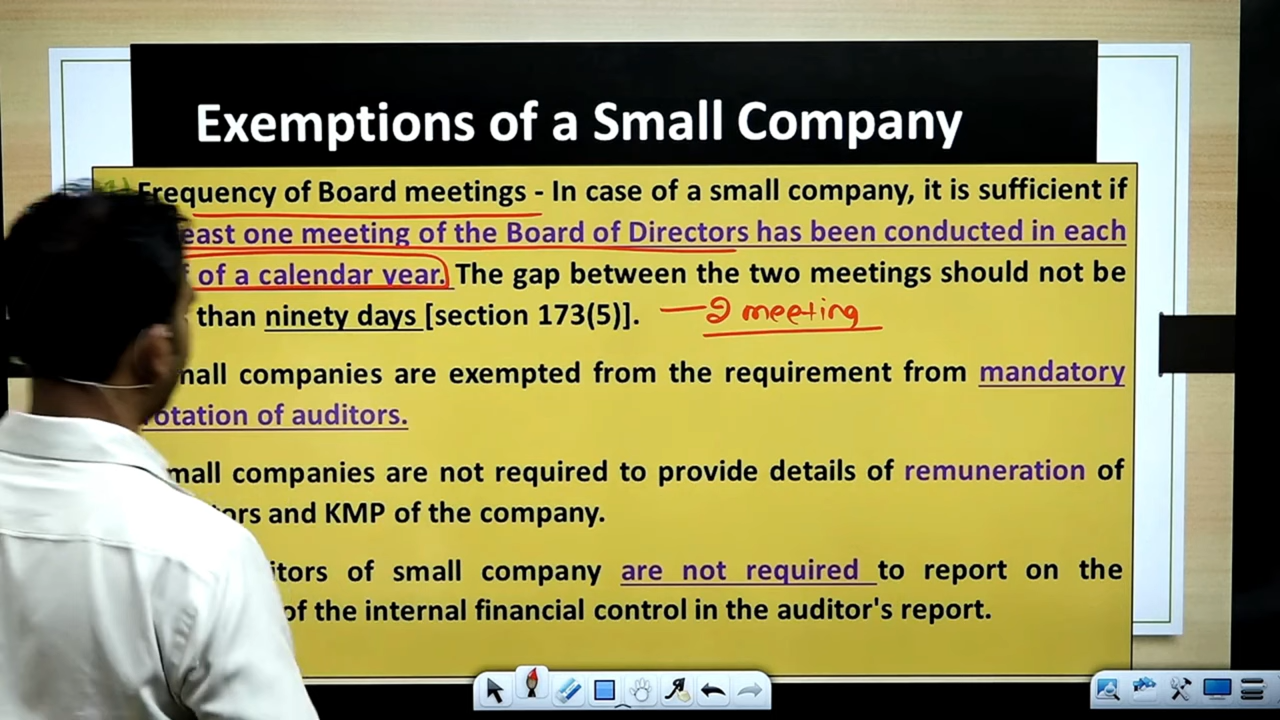 Exemptions of a Small Company
Frequency of Board meetings - In case of a small company, it is sufficient if
east one meeting of the Board of Directors has been conducted in each
of a calendar year. The gap between the two meetings should not be
than ninety days [section 173(5)]. — 2 meeting
mall companies are exempted from the requirement from mandatory
otation of auditors.
mall companies are not required to provide details of remuneration of
tors and KMP of the company.
itors of small company are not required to report on the
of the internal financial control in the auditor's report.